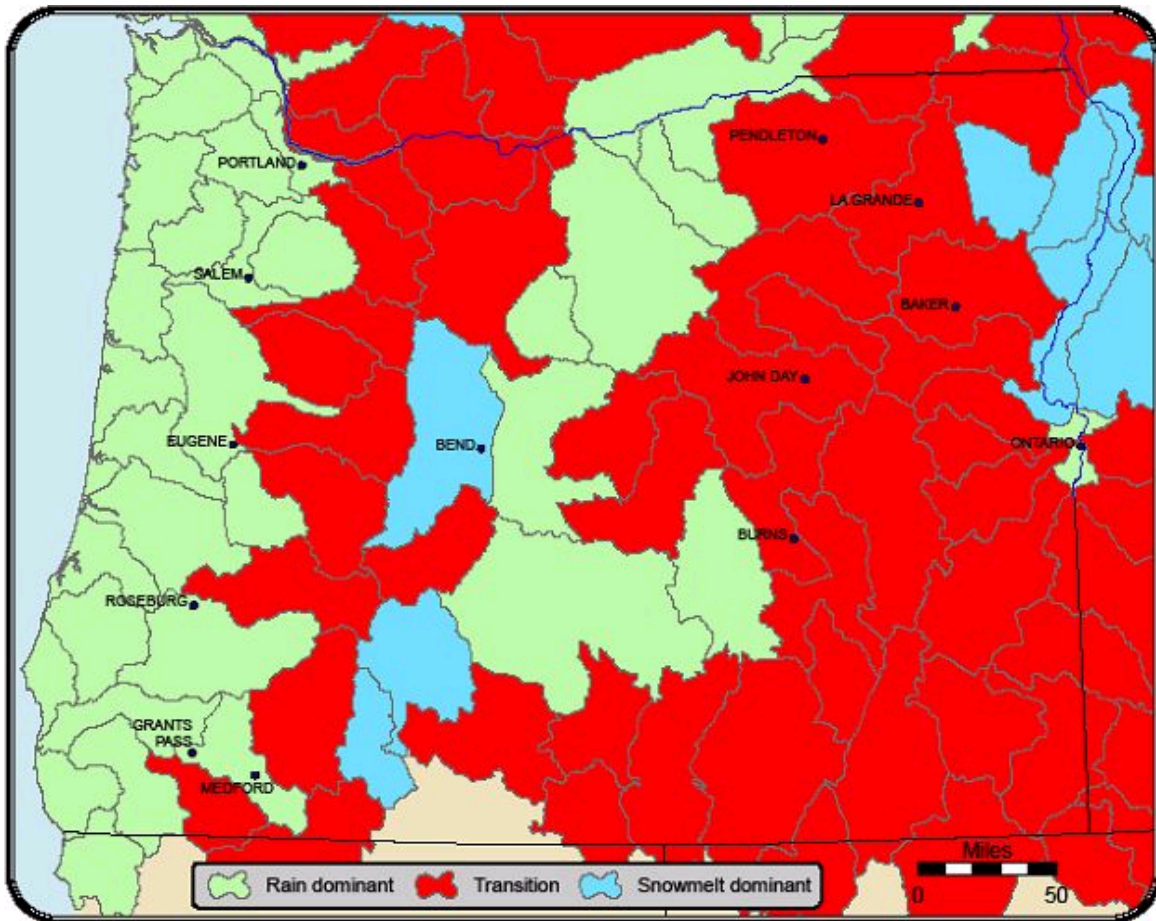 PENDLETON
PORTLAND
LA GRANDE
SALEM
BAKER
JOHN DAY
EUGENE
BEND
ONTARIO
BURNS
ROSEBURG
GRANTS
PASS
MEDFORD
Miles
0 50
Rain dominant Transition Snowmelt dominant